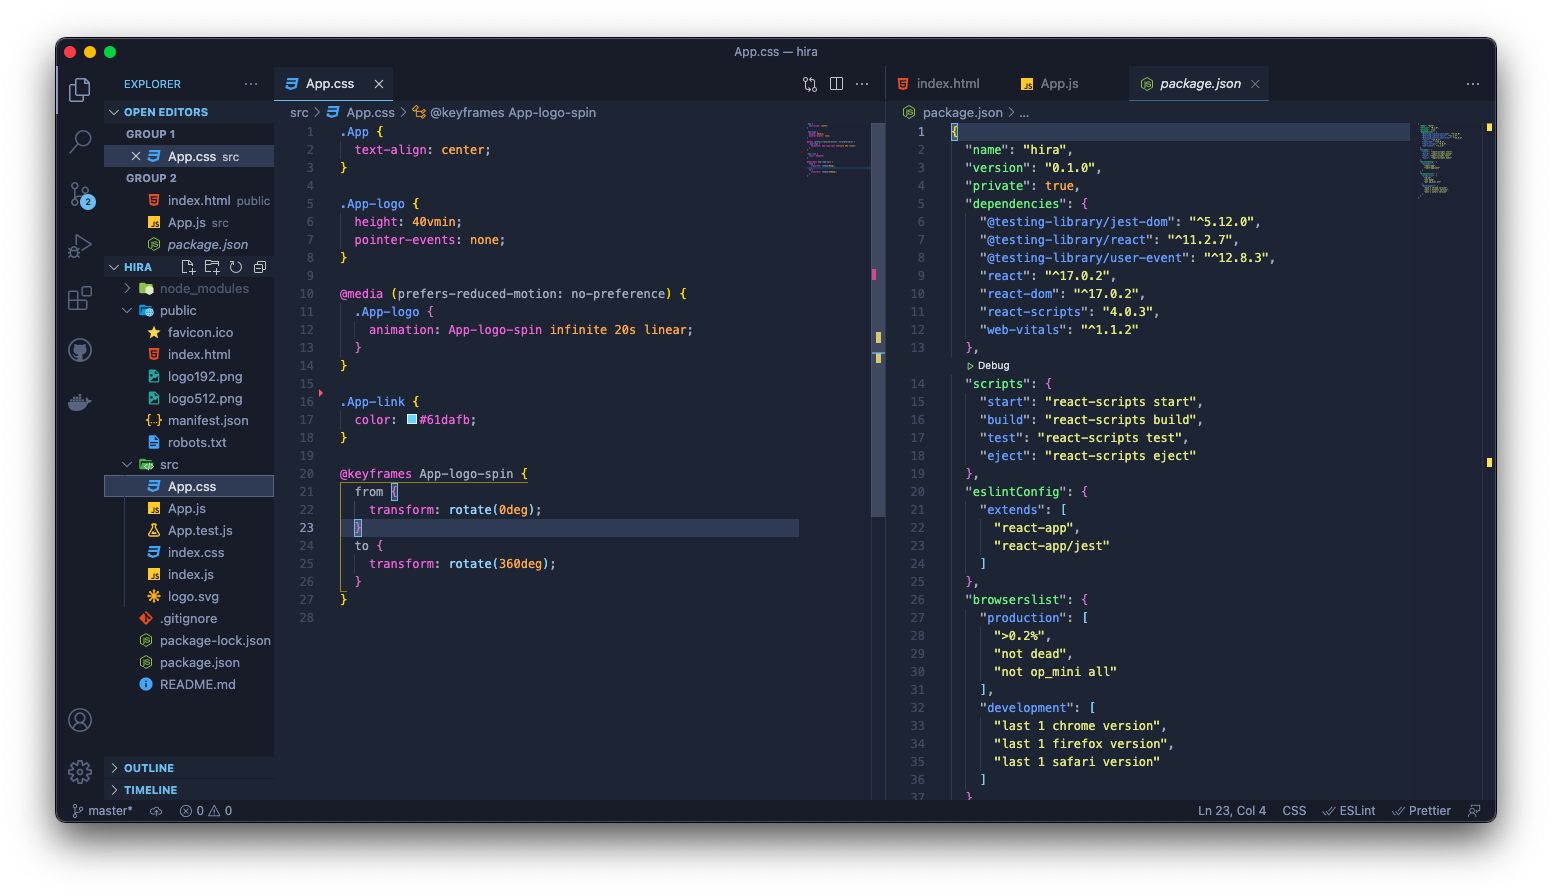 App.css — hira
EXPLORER
OPEN EDITORS
GROUP 1
App.css src
GROUP 2
index.html public
App.js src
package.json
HIRA
node_modules
public
favicon.ico
index.html
logo192.png
logo512.png
manifest.json
robots.txt
src
App.css
App.js
App.test.js
index.css
index.js
logo.svg
.gitignore
package-lock.json
package.json
README.md
OUTLINE
TIMELINE
2
App.css
src > App.css > @keyframes App-logo-spin
1 .App {
2 text-align: center;
3 }
4
5 .App-logo {
6 height: 40vmin;
7 pointer-events: none;
8 }
9
10 @media (prefers-reduced-motion: no-preference) {
11 .App-logo {
12 animation: App-logo-spin infinite 20s linear;
13 }
14 }
15
16 .App-link {
17 color: #61dafb;
18 }
19
20 @keyframes App-logo-spin {
21 from {
22 transform: rotate(0deg);
23 }
24 to {
25 transform: rotate(360deg);
26 }
27 }
28
index.html App.js package.json
package.json > ...
1 {
2 "name": "hira",
3 "version": "0.1.0",
4 "private": true,
5 "dependencies": {
6 "@testing-library/jest-dom": "^5.12.0",
7 "@testing-library/react": "^11.2.7",
8 "@testing-library/user-event": "^12.8.3",
9 "react": "^17.0.2",
10 "react-dom": "^17.0.2",
11 "react-scripts": "4.0.3",
12 "web-vitals": "^1.1.2"
13 },
Debug
14 "scripts": {
15 "start": "react-scripts start",
16 "build": "react-scripts build",
17 "test": "react-scripts test",
18 "eject": "react-scripts eject"
19 },
20 "eslintConfig": {
21 "extends": [
22 "react-app",
23 "react-app/jest"
24 ]
25 },
26 "browserslist": {
27 "production": [
28 ">0.2%",
29 "not dead",
30 "not op_mini all"
31 ],
32 "development": [
33 "last 1 chrome version",
34 "last 1 firefox version",
35 "last 1 safari version"
36 ]
37 }
master* 0 0
Ln 23, Col 4 CSS ESLint Prettier